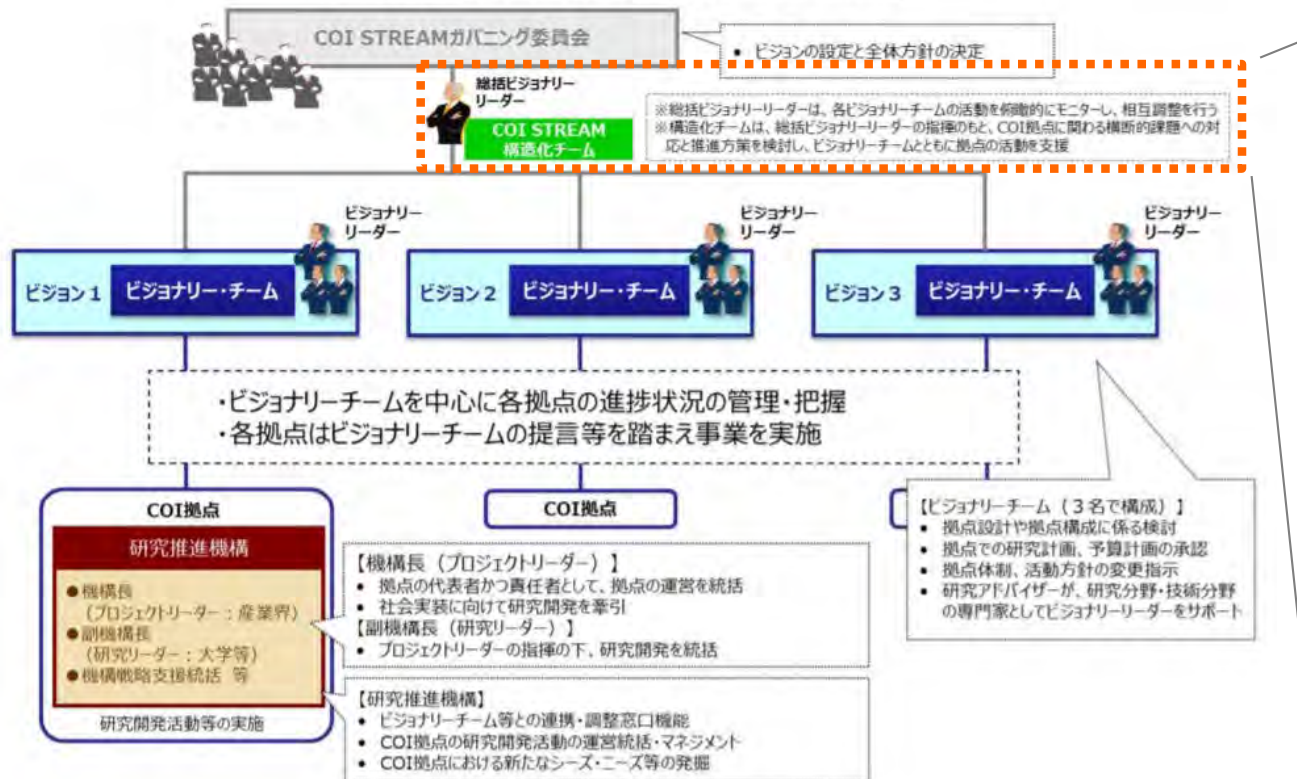 COI STREAMガバニング委員会
• ビジョンの設定と全体方針の決定
総括ビジョナリー
リーダー
COI STREAM
構造化チーム
※総括ビジョナリーリーダーは、各ビジョナリーチームの活動を俯瞰的にモニターし、相互調整を行う
※構造化チームは、総括ビジョナリーリーダーの指揮のもと、COI拠点に関わる横断的課題への対
応と推進方策を検討し、ビジョナリーチームとともに拠点の活動を支援
ビジョナリー
リーダー
ビジョナリー
リーダー
ビジョナリー
リーダー
ビジョン1 ビジョナリー・チーム
ビジョン2 ビジョナリー・チーム
ビジョン3 ビジョナリー・チーム
・ビジョナリーチームを中心に各拠点の進捗状況の管理・把握
・各拠点はビジョナリーチームの提言等を踏まえ事業を実施
COI拠点
研究推進機構
●機構長
(プロジェクトリーダー:産業界)
●副機構長
(研究リーダー:大学等)
●機構戦略支援統括 等
研究開発活動等の実施
COI拠点
【機構長(プロジェクトリーダー)】
• 拠点の代表者かつ責任者として、拠点の運営を統括
• 社会実装に向けて研究開発を牽引
【副機構長(研究リーダー)】
• プロジェクトリーダーの指揮の下、研究開発を統括
【研究推進機構】
• ビジョナリーチーム等との連携・調整窓口機能
• COI拠点の研究開発活動の運営統括・マネジメント
• COI拠点における新たなシーズ・ニーズ等の発掘
【ビジョナリーチーム(3名で構成)】
• 拠点設計や拠点構成に係る検討
• 拠点での研究計画、予算計画の承認
• 拠点体制、活動方針の変更指示
• 研究アドバイザーが、研究分野・技術分野
の専門家としてビジョナリーリーダーをサポート